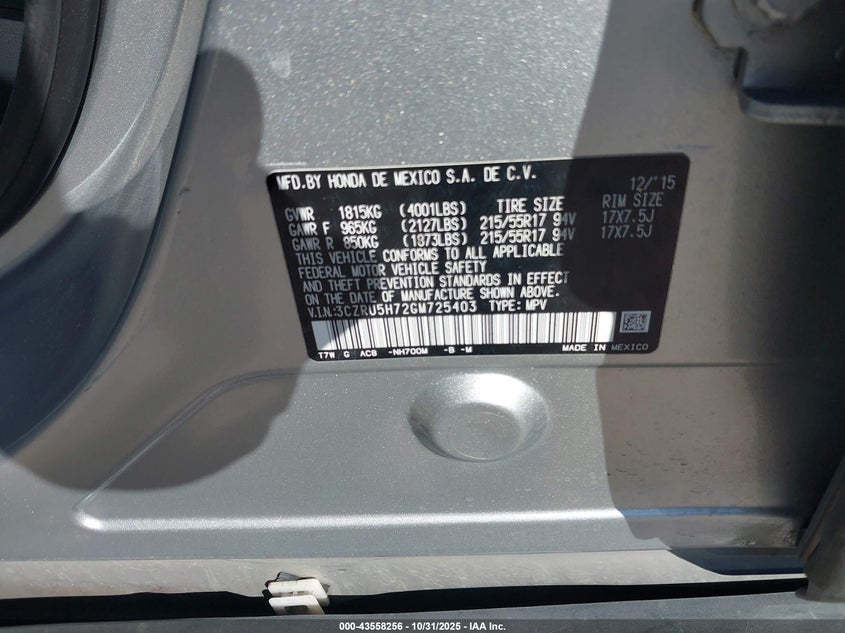 MFD.BY HONDA DE MEXICO S.A. DE C.V. 12/'15
GVWR 1815KG (4001LBS) TIRE SIZE RIM SIZE
GAWR F 965KG (2127LBS) 215/55R17 94V 17X7.5J
GAWR R 850KG (1873LBS) 215/55R17 94V 17X7.5J
THIS VEHICLE CONFORMS TO ALL APPLICABLE
FEDERAL MOTOR VEHICLE SAFETY
AND THEFT PREVENTION STANDARDS IN EFFECT
ON THE DATE OF MANUFACTURE SHOWN ABOVE.
V.I.N.:3CZRU5H72GM725403 TYPE: MPV
T7W G AC8 -NH700M -B -M MADE IN MEXICO
000-43558256 - 10/31/2025 - IAA Inc.